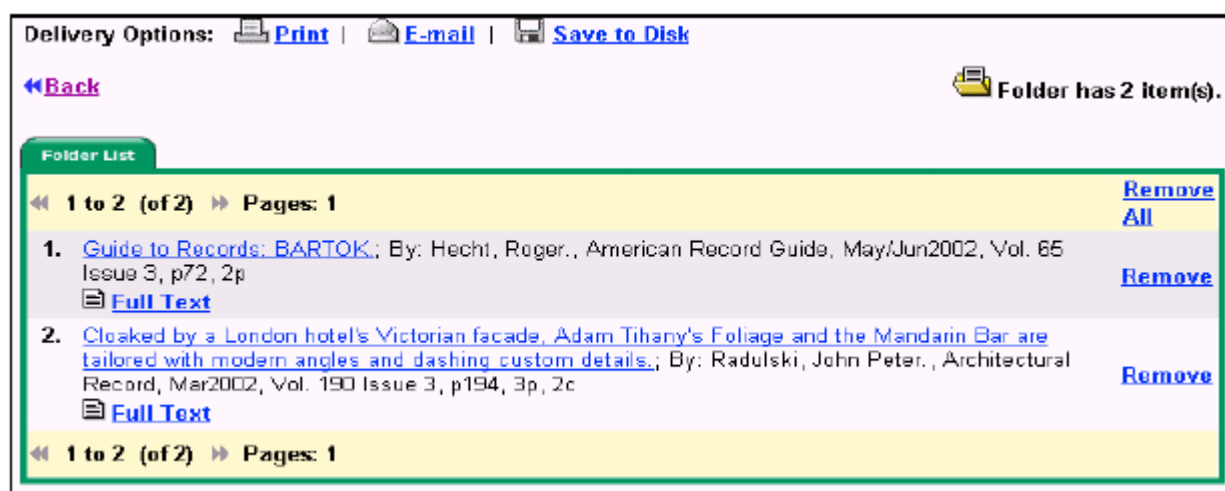 Delivery Options: Print | E-mail | Save to Disk
Back
Folder has 2 item(s).
Folder List
1 to 2 (of 2) Pages: 1
Remove
All
1. Guide to Records: BARTOK.; By: Hecht, Roger., American Record Guide, May/Jun2002, Vol. 65
Issue 3, p72, 2p
Remove
Full Text
2. Cloaked by a London hotel's Victorian facade, Adam Tihany's Foliage and the Mandarin Bar are
tailored with modern angles and dashing custom details.; By: Radulski, John Peter., Architectural
Record, Mar2002, Vol. 190 Issue 3, p194, 3p, 2c
Remove
Full Text
1 to 2 (of 2) Pages: 1